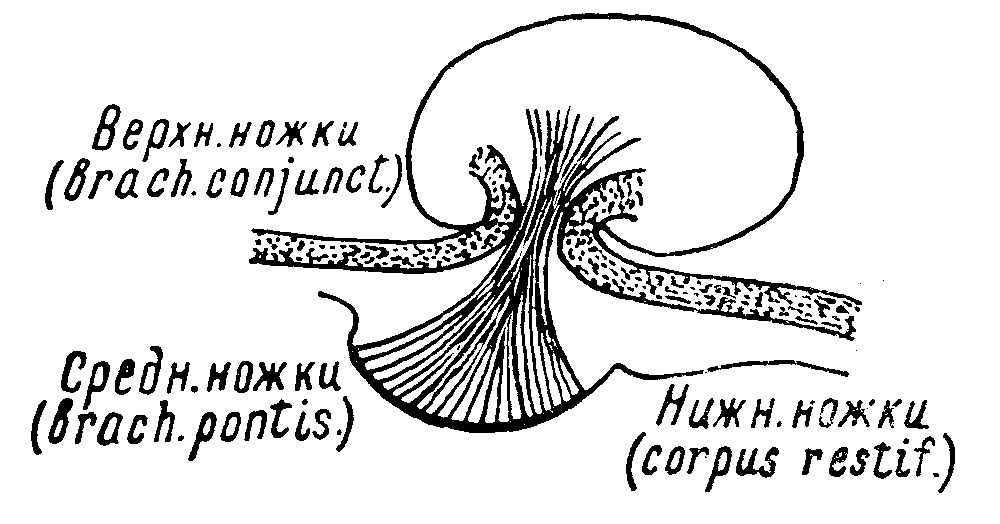 Верхн. ножки
(brach. conjunct.)
Средн. ножки
(brach. pontis.)
Нижн. ножки
(corpus restif.)